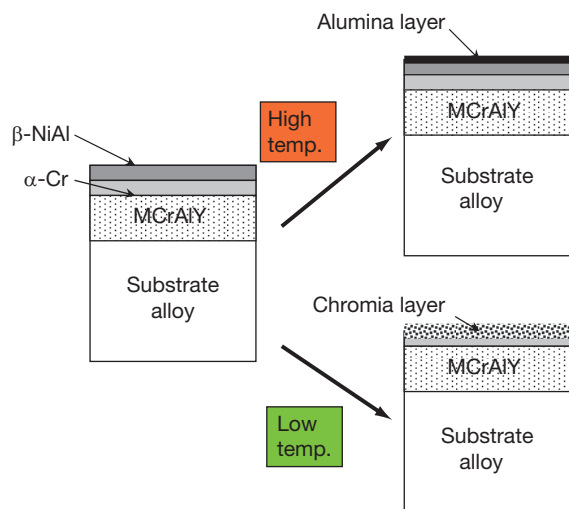 Alumina layer
MCrAlY
Substrate
alloy
High
temp.
β-NiAl
α-Cr
MCrAlY
Substrate
alloy
Chromia layer
MCrAlY
Substrate
alloy
Low
temp.